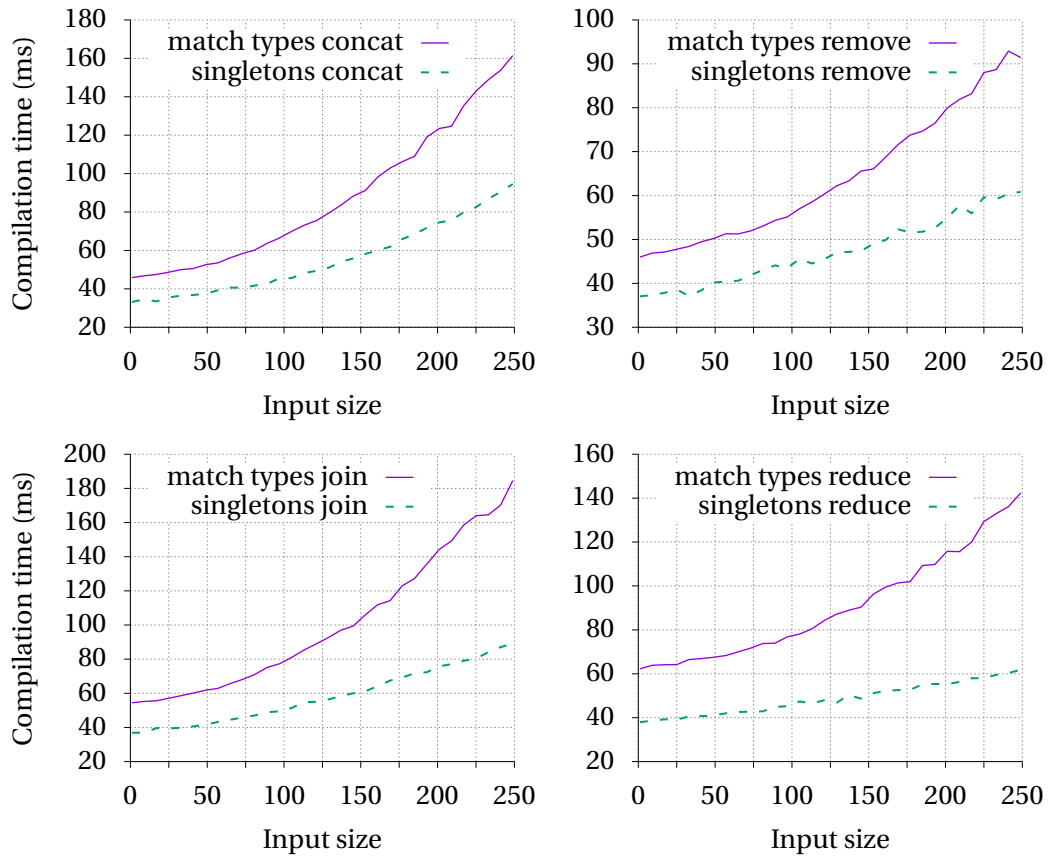 180
160
140
120
100
80
60
40
20
Compilation time (ms)
match types concat
singletons concat
0 50 100 150 200 250
Input size
100
90
80
70
60
50
40
30
match types remove
singletons remove
0 50 100 150 200 250
Input size
200
180
160
140
120
100
80
60
40
20
Compilation time (ms)
match types join
singletons join
0 50 100 150 200 250
Input size
160
140
120
100
80
60
40
20
match types reduce
singletons reduce
0 50 100 150 200 250
Input size